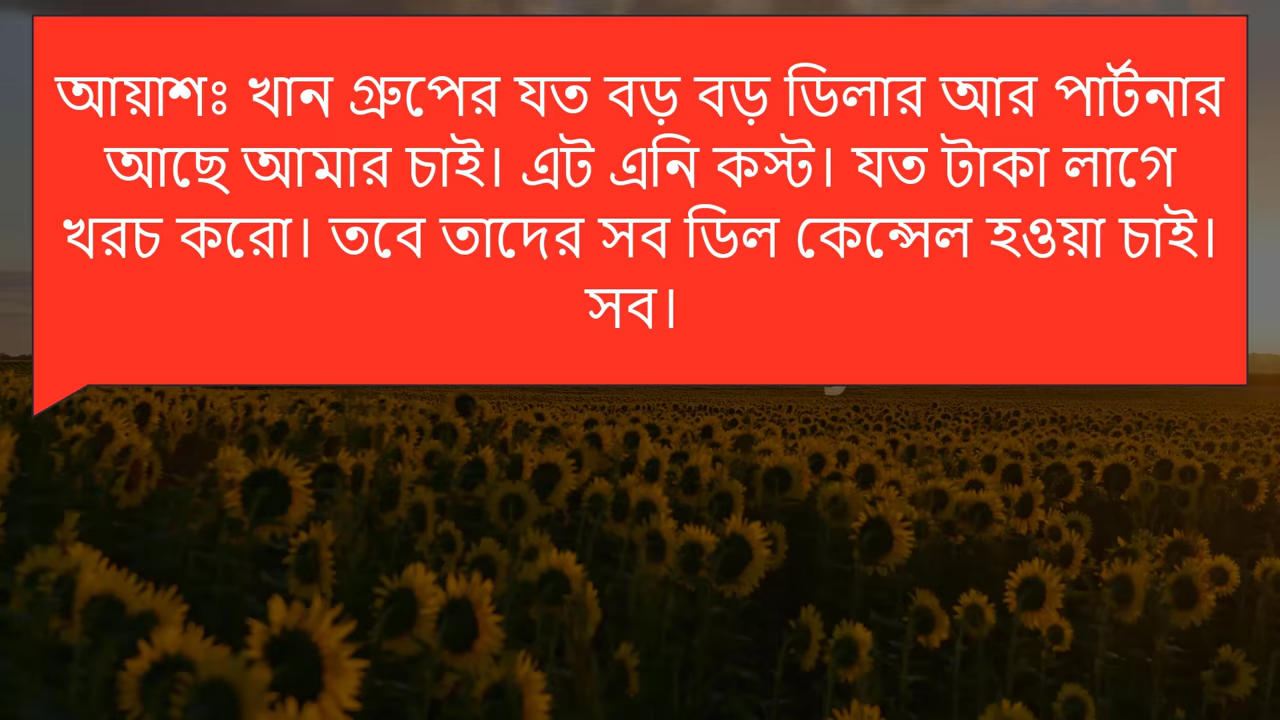 আয়াশঃ খান গ্রুপের যত বড় বড় ডিলার আর পার্টনার
আছে আমার চাই। এট এনি কস্ট। যত টাকা লাগে
খরচ করো। তবে তাদের সব ডিল কেন্সেল হওয়া চাই।
সব।